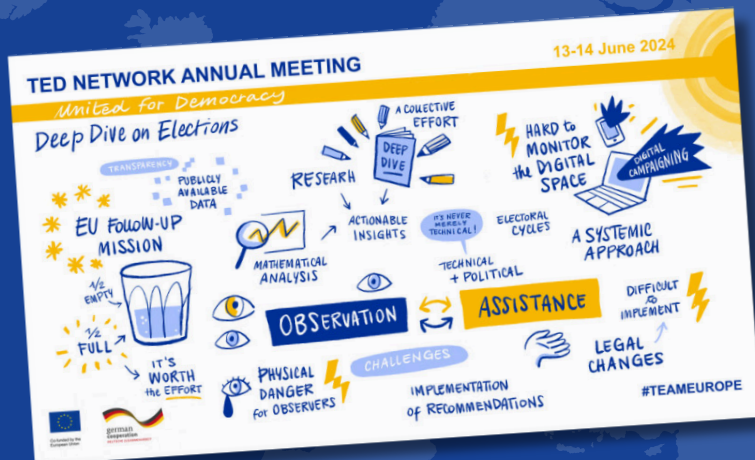 TED NETWORK ANNUAL MEETING
13-14 June 2024
United for Democracy
Deep Dive on Elections
TRANSPARENCY
PUBLICLY
AVAILABLE
DATA
EU FOLLOW-UP
MISSION
1/2
EMPTY
1/2
FULL
IT'S
WORTH
the EFFORT
MATHEMATICAL
ANALYSIS
RESEARH
A COLLECTIVE
EFFORT
DEEP
DIVE
ACTIONABLE
INSIGHTS
IT'S NEVER
MERELY
TECHNICAL!
TECHNICAL
+ POLITICAL
ELECTORAL
CYCLES
HARD to
MONITOR
the DIGITAL
SPACE
DIGITAL
CAMPAIGNING
A SYSTEMIC
APPROACH
OBSERVATION
ASSISTANCE
CHALLENGES
PHYSICAL
DANGER
for OBSERVERS
IMPLEMENTATION
of RECOMMENDATIONS
DIFFICULT
to
IMPLEMENT
LEGAL
CHANGES
#TEAMEUROPE
Co-funded by the
European Union
german
cooperation